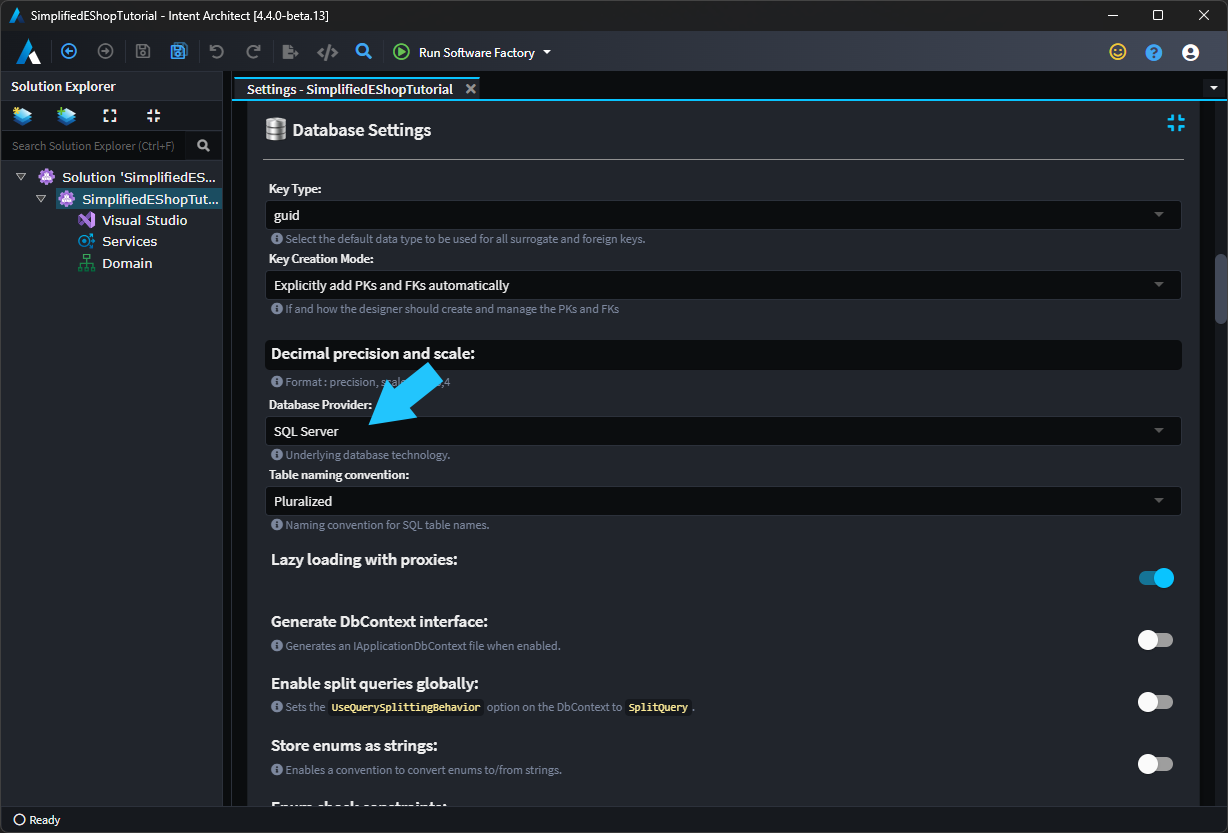 SimplifiedEShopTutorial - Intent Architect [4.4.0-beta.13]
Run Software Factory
Solution Explorer
Settings - SimplifiedEShopTutorial
Search Solution Explorer (Ctrl+F)
Solution 'SimplifiedES...
SimplifiedEShopTut...
Visual Studio
Services
Domain
Database Settings
Key Type:
guid
Select the default data type to be used for all surrogate and foreign keys.
Key Creation Mode:
Explicitly add PKs and FKs automatically
If and how the designer should create and manage the PKs and FKs
Decimal precision and scale:
Format : precision, scale ,4
Database Provider:
SQL Server
Underlying database technology.
Table naming convention:
Pluralized
Naming convention for SQL table names.
Lazy loading with proxies:
Generate DbContext interface:
Generates an IApplicationDbContext file when enabled.
Enable split queries globally:
Sets the UseQuerySplittingBehavior option on the DbContext to SplitQuery .
Store enums as strings:
Enables a convention to convert enums to/from strings.
Enum check constraints:
Ready